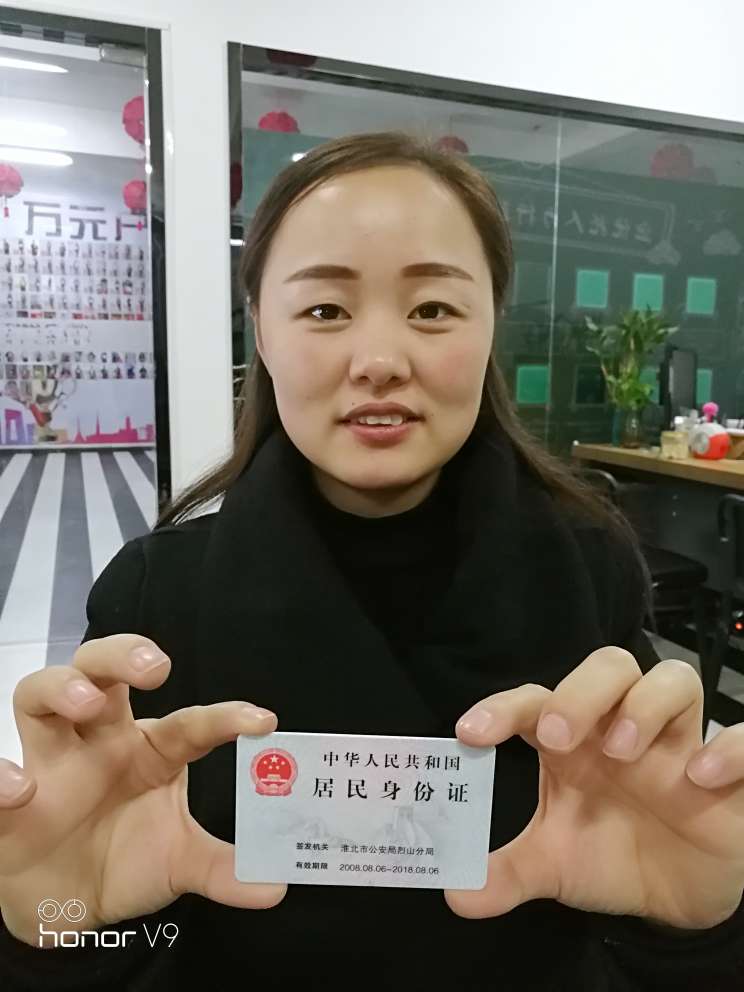 万元户
中华人民共和国
居民身份证
签发机关 淮北市公安局烈山分局
有效期限 2008.08.06-2018.08.06
honor V9